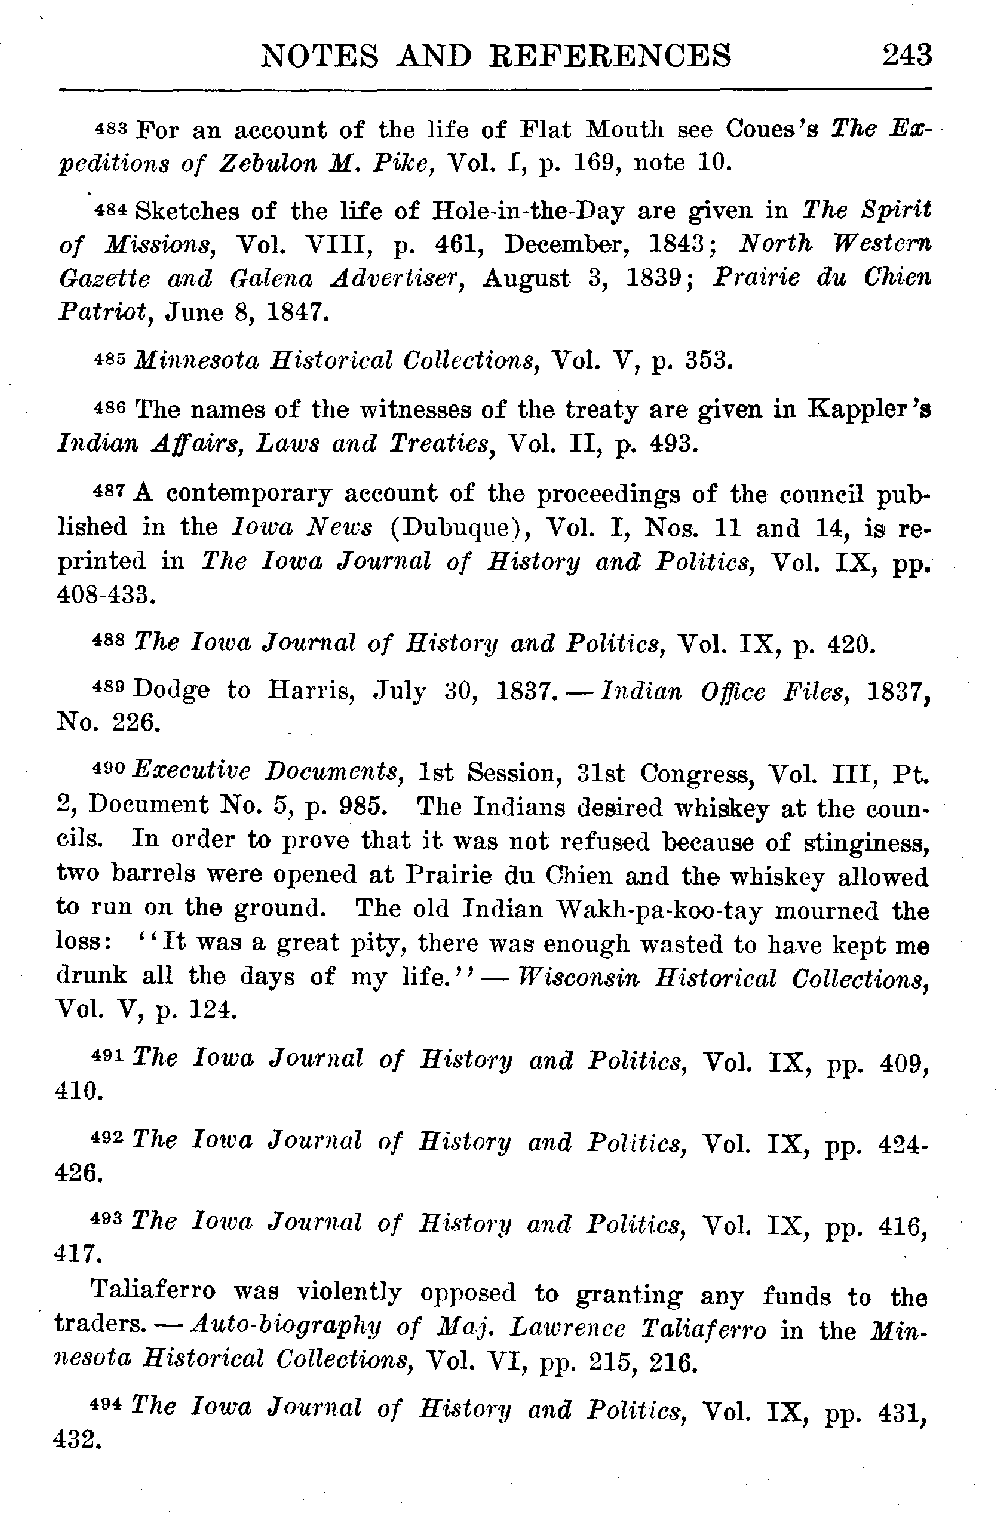 NOTES AND REFERENCES 243
483 For an account of the life of Flat Mouth see Coues's The Ex-
peditions of Zebulon M. Pike, Vol. I, p. 169, note 10.
484 Sketches of the life of Hole-in-the-Day are given in The Spirit
of Missions, Vol. VIII, p. 461, December, 1843; North Western
Gazette and Galena Advertiser, August 3, 1839; Prairie du Chien
Patriot, June 8, 1847.
485 Minnesota Historical Collections, Vol. V, p. 353.
486 The names of the witnesses of the treaty are given in Kappler's
Indian Affairs, Laws and Treaties, Vol. II, p. 493.
487 A contemporary account of the proceedings of the council pub-
lished in the Iowa News (Dubuque), Vol. I, Nos. 11 and 14, is re-
printed in The Iowa Journal of History and Politics, Vol. IX, pp.
408-433.
488 The Iowa Journal of History and Politics, Vol. IX, p. 420.
489 Dodge to Harris, July 30, 1837. — Indian Office Files, 1837,
No. 226.
490 Executive Documents, 1st Session, 31st Congress, Vol. III, Pt.
2, Document No. 5, p. 985. The Indians desired whiskey at the coun-
cils. In order to prove that it was not refused because of stinginess,
two barrels were opened at Prairie du Chien and the whiskey allowed
to run on the ground. The old Indian Wakh-pa-koo-tay mourned the
loss: "It was a great pity, there was enough wasted to have kept me
drunk all the days of my life." — Wisconsin Historical Collections,
Vol. V, p. 124.
491 The Iowa Journal of History and Politics, Vol. IX, pp. 409,
410.
492 The Iowa Journal of History and Politics, Vol. IX, pp. 424-
426.
493 The Iowa Journal of History and Politics, Vol. IX, pp. 416,
417.
Taliaferro was violently opposed to granting any funds to the
traders. — Auto-biography of Maj. Lawrence Taliaferro in the Min-
nesota Historical Collections, Vol. VI, pp. 215, 216.
494 The Iowa Journal of History and Politics, Vol. IX, pp. 431,
432.